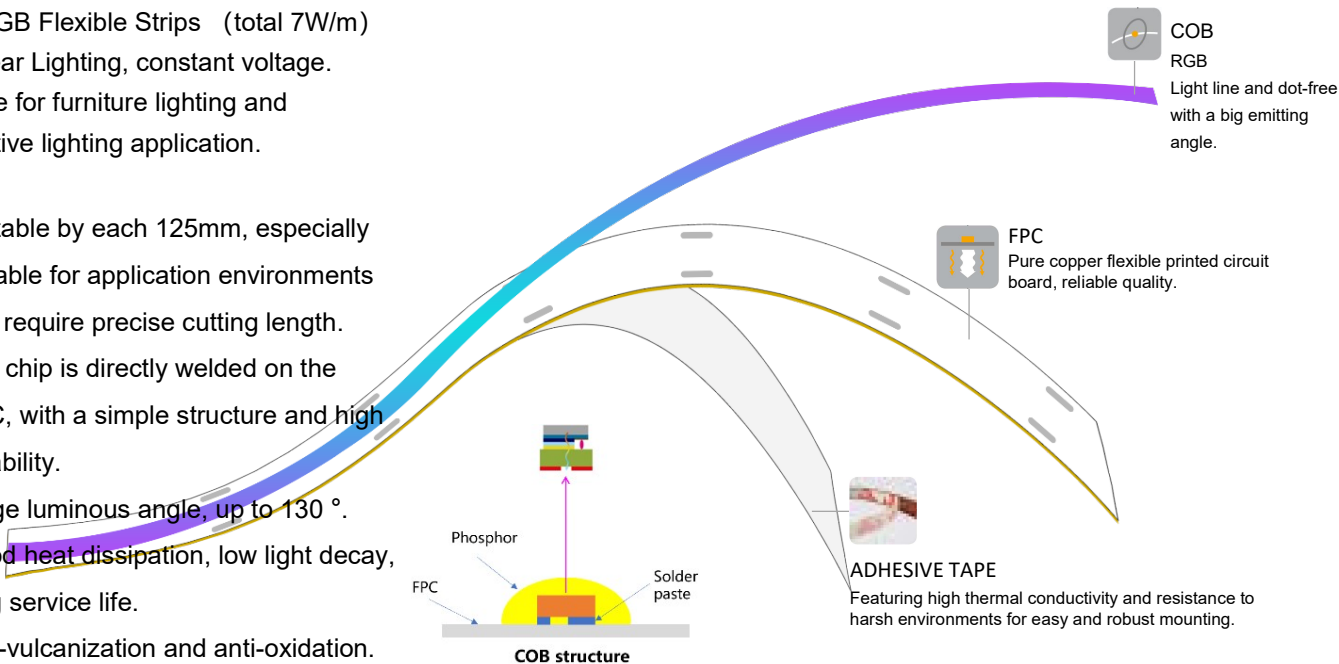 GB Flexible Strips （total 7W/m）
ar Lighting, constant voltage.
e for furniture lighting and
tive lighting application.
table by each 125mm, especially
able for application environments
require precise cutting length.
chip is directly welded on the
C, with a simple structure and high
ability.
ge luminous angle, up to 130 °.
od heat dissipation, low light decay,
g service life.
-vulcanization and anti-oxidation.
COB
RGB
Light line and dot-free
with a big emitting
angle.
FPC
Pure copper flexible printed circuit
board, reliable quality.
ADHESIVE TAPE
Featuring high thermal conductivity and resistance to
harsh environments for easy and robust mounting.
Phosphor
FPC
Solder
paste
COB structure